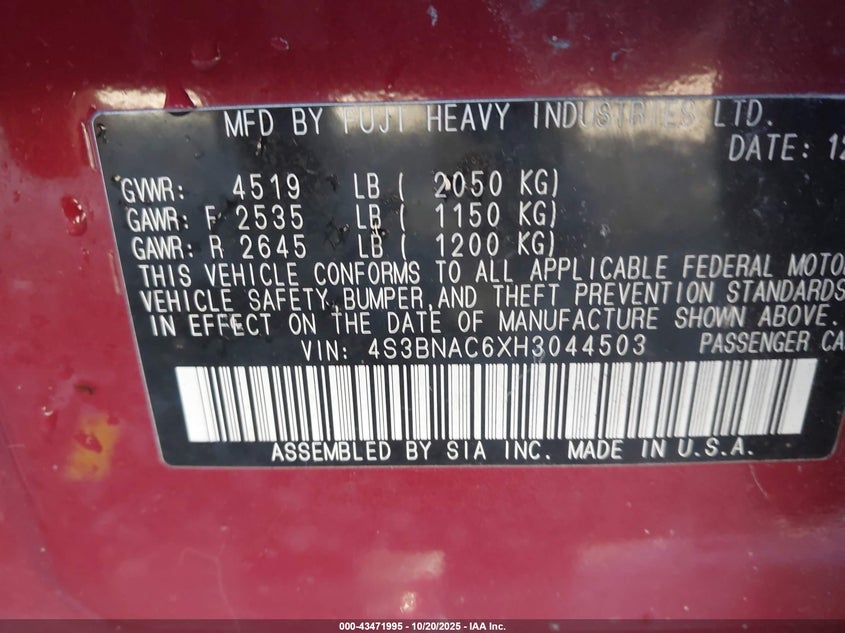 MFD BY FUJI HEAVY INDUSTRIES LTD.
DATE: 12
GVWR: 4519 LB ( 2050 KG)
GAWR: F 2535 LB ( 1150 KG)
GAWR: R 2645 LB ( 1200 KG)
THIS VEHICLE CONFORMS TO ALL APPLICABLE FEDERAL MOTO
VEHICLE SAFETY, BUMPER, AND THEFT PREVENTION STANDARDS
IN EFFECT ON THE DATE OF MANUFACTURE SHOWN ABOVE.
VIN: 4S3BNAC6XH3044503 PASSENGER CA
ASSEMBLED BY SIA INC. MADE IN U.S.A.
000-43471995 - 10/20/2025 - IAA Inc.